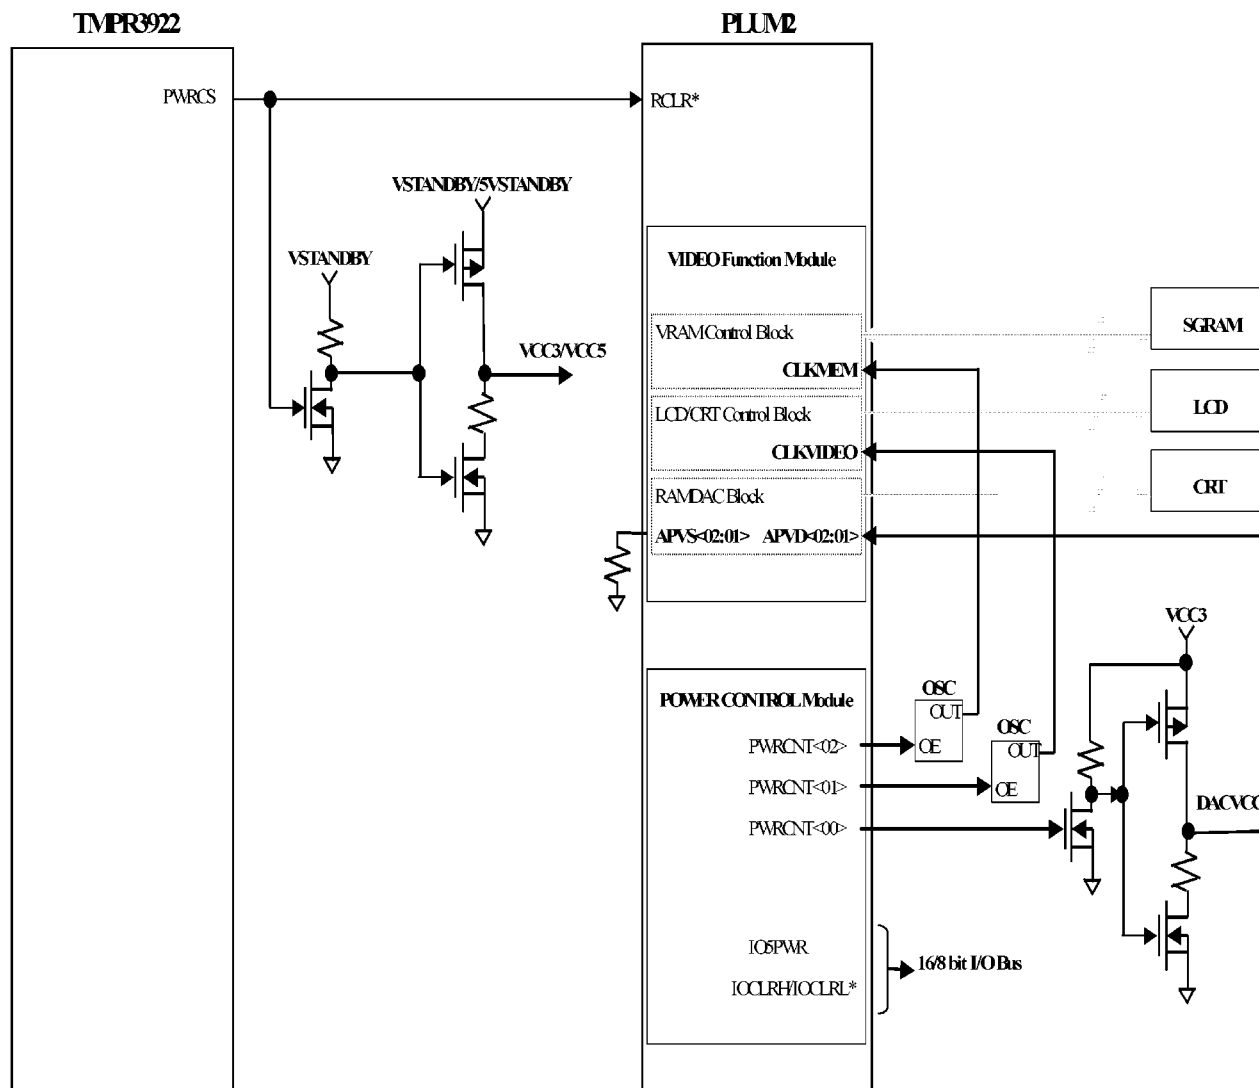 TMPR3922
PLUM2
PWRCS
RCLR*
VSTANDBY/5VSTANDBY
VSTANDBY
VIDEO Function Module
VRAM Control Block
SGRAM
VCC3/VCC5
CLKMEM
LCD/CRT Control Block
LCD
CLKVIDEO
RAMDAC Block
CRT
APVS<02:01> APVD<02:01>
VCC3
POWER CONTROL Module
OSC
OUT
OSC
PWRCNT<02>
OE
OUT
PWRCNT<01>
OE
DACVCC
PWRCNT<00>
IO5PWR
16/8 bit I/O Bus
IOCLRH/IOCLRL*